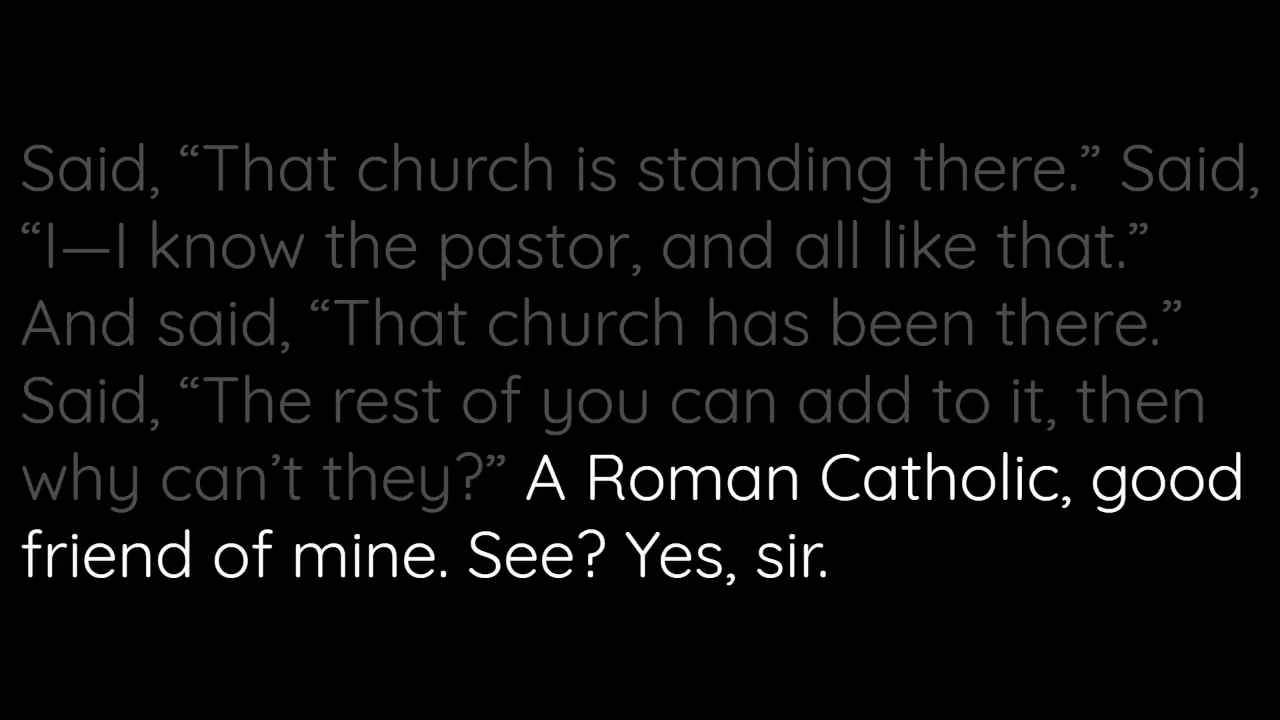 Said, “That church is standing there.” Said,
“I—I know the pastor, and all like that.”
And said, “That church has been there.”
Said, “The rest of you can add to it, then
why can’t they?” A Roman Catholic, good
friend of mine. See? Yes, sir.